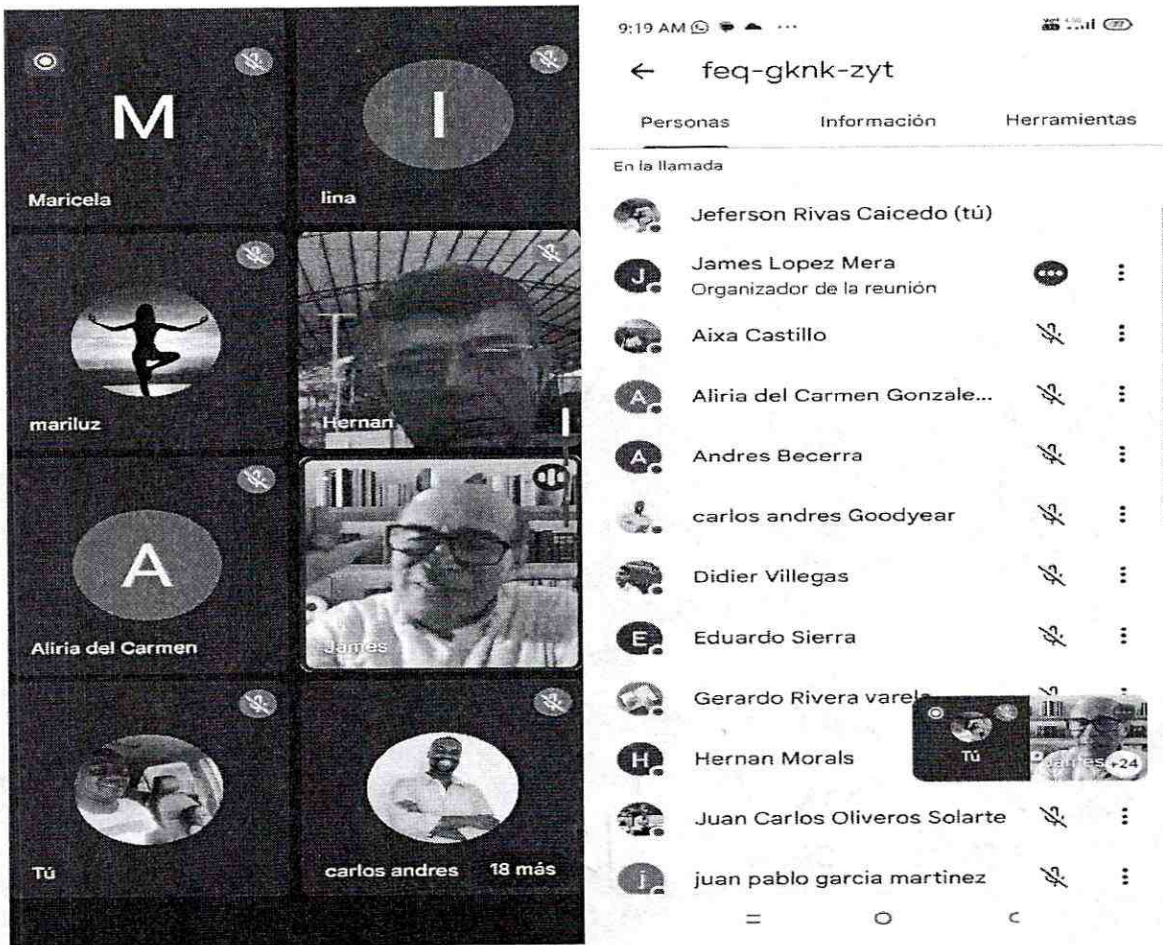 M
Maricela
I
lina
mariluz
Hernan
A
Aliria del Carmen
James
Tú
carlos andres 18 más
9:19 AM
feq-gknk-zyt
Personas Información Herramientas
En la llamada
Jeferson Rivas Caicedo (tú)
J James Lopez Mera
Organizador de la reunión
Aixa Castillo
A Aliria del Carmen Gonzale...
A Andres Becerra
carlos andres Goodyear
Didier Villegas
E Eduardo Sierra
Gerardo Rivera varela
H Hernan Morals
Tú James +24
Juan Carlos Oliveros Solarte
j juan pablo garcia martinez